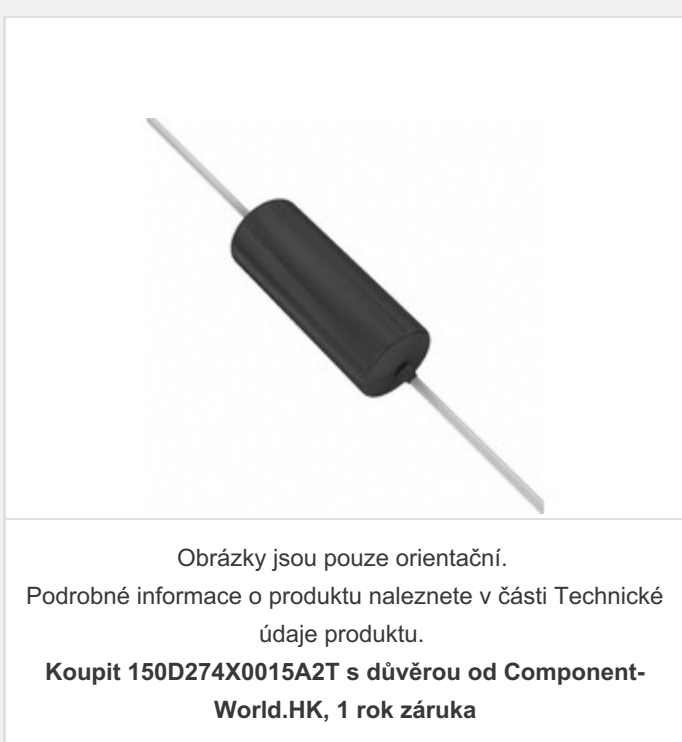 Obrázky jsou pouze orientační.
Podrobné informace o produktu naleznete v části Technické
údaje produktu.
Koupit 150D274X0015A2T s důvěrou od Component-
World.HK, 1 rok záruka